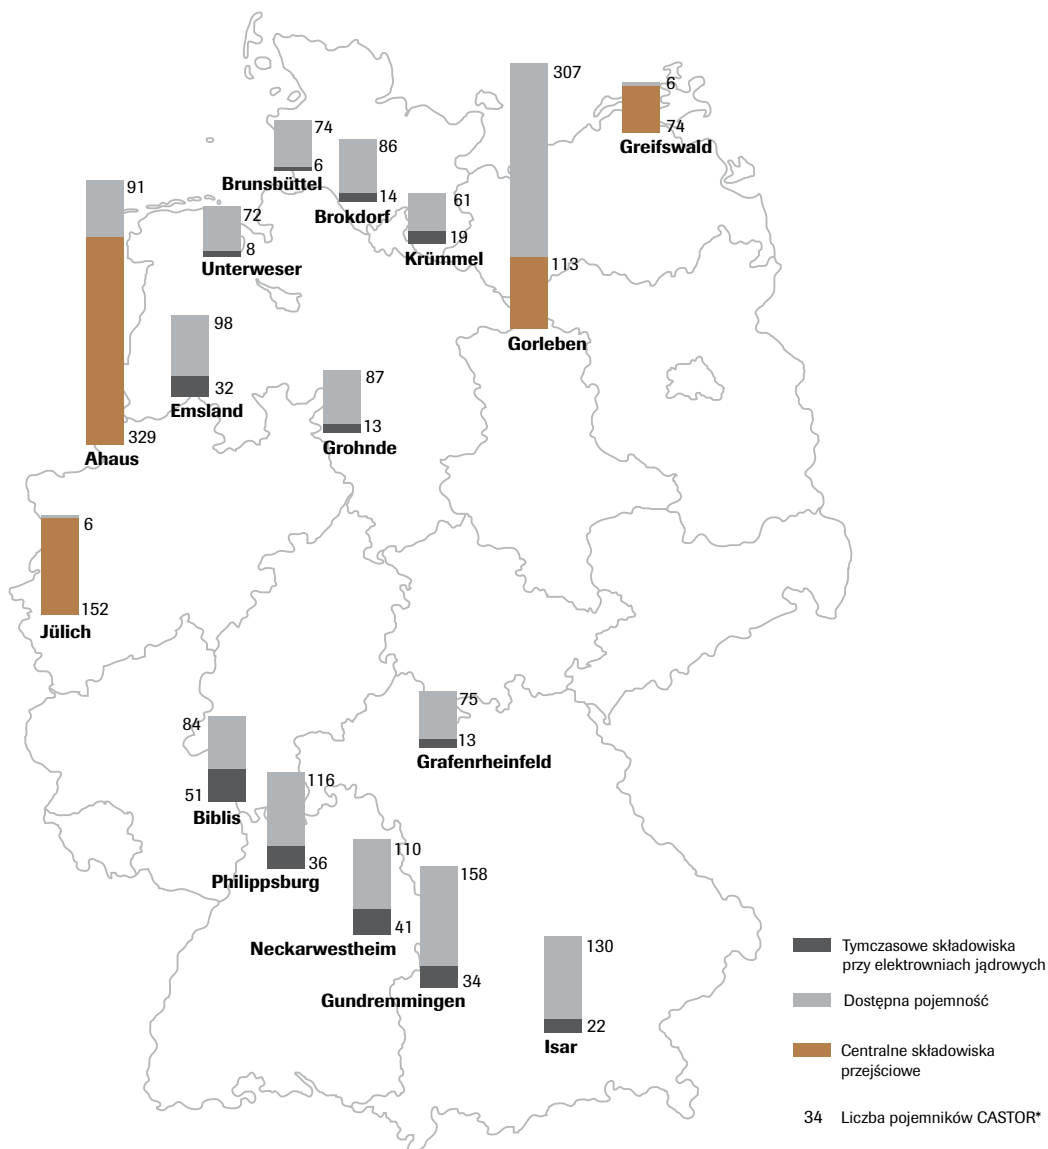 307
6
74
Greifswald
74
6
Brunsbüttel
86
14
Brokdorf
61
19
Krümmel
91
329
Ahaus
72
8
Unterweser
113
Gorleben
98
32
Emsland
87
13
Grohnde
6
152
Jülich
75
13
Grafenrheinfeld
84
51
Biblis
116
36
Philippsburg
110
41
Neckarwestheim
158
34
Gundremmingen
130
22
Isar
Tymczasowe składowiska
przy elektrowniach jądrowych
Dostępna pojemność
Centralne składowiska
przejściowe
34 Liczba pojemników CASTOR*